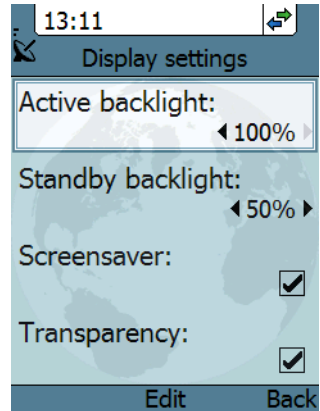 13:11
Display settings
Active backlight:
100%
Standby backlight:
50%
Screensaver:
Transparency:
Edit Back